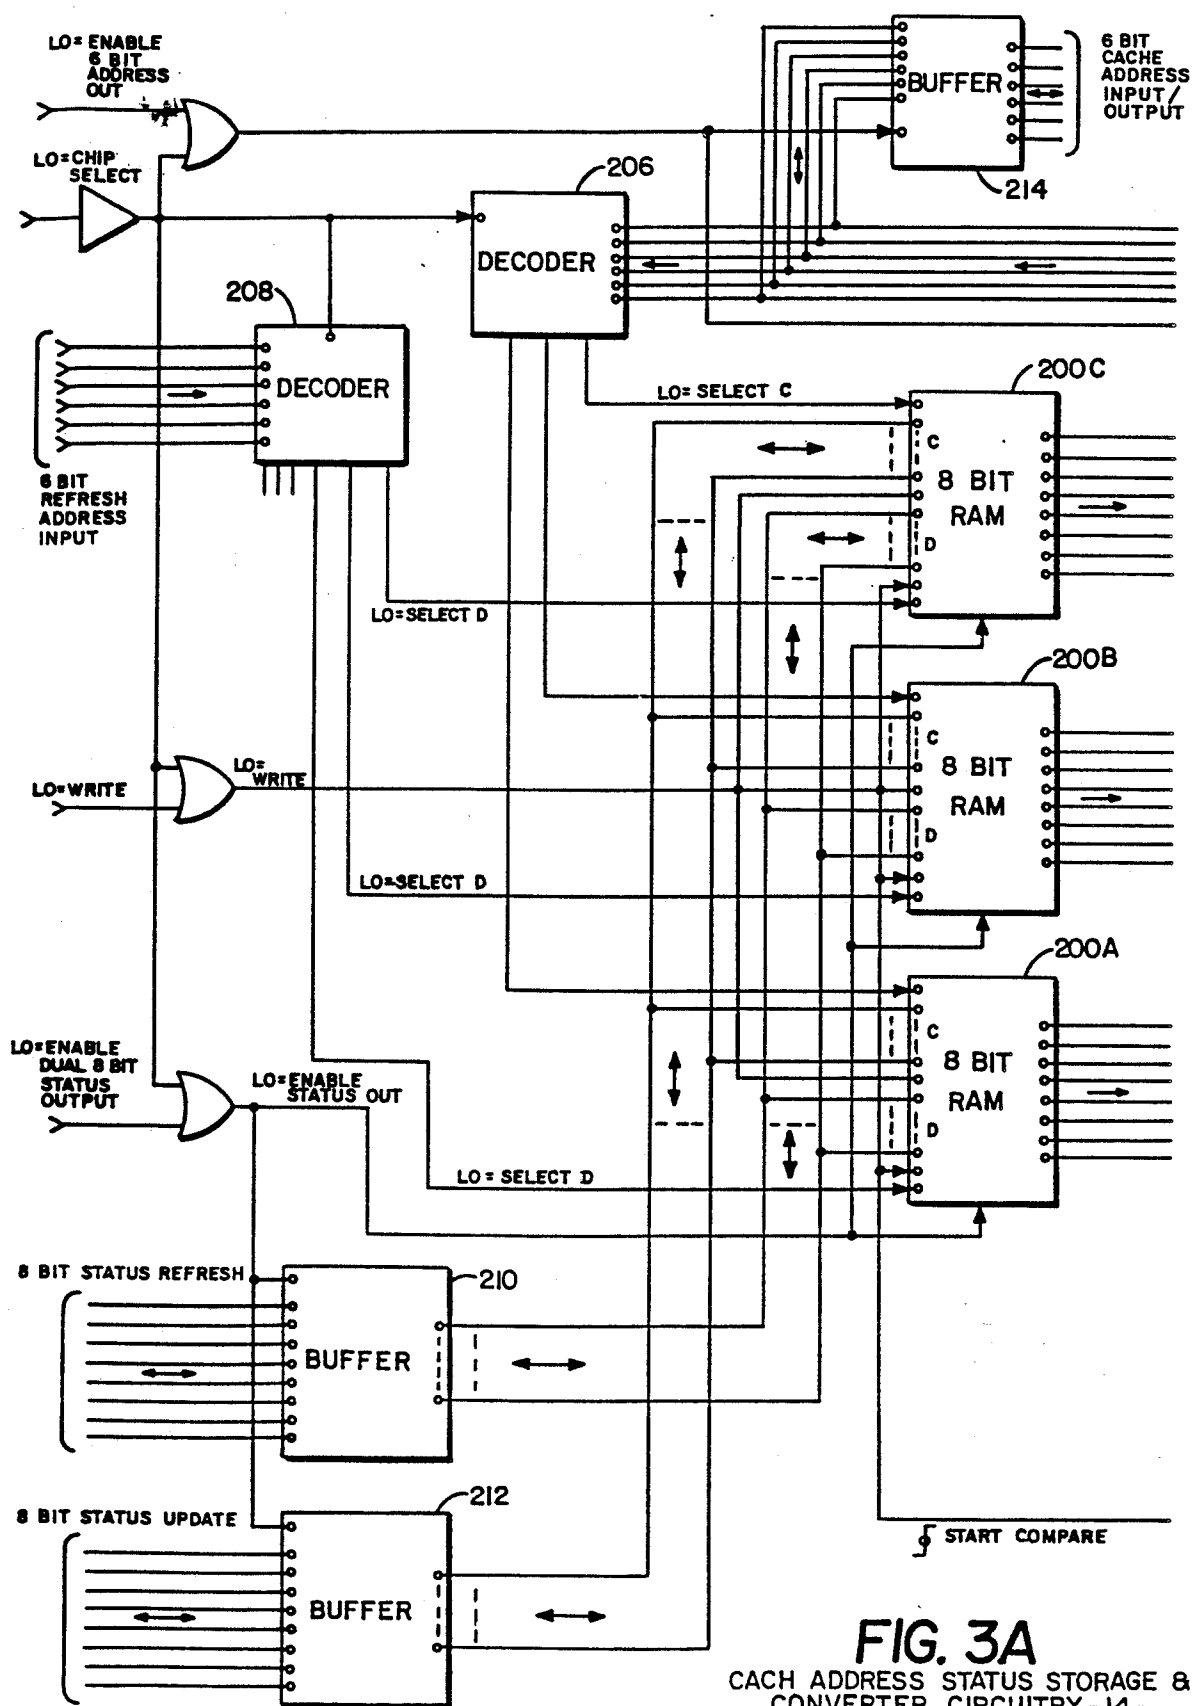 LO=ENABLE
6 BIT
ADDRESS
OUT
6 BIT
CACHE
ADDRESS
INPUT/
OUTPUT
BUFFER
214
LO=CHIP
SELECT
206
DECODER
208
DECODER
6 BIT
REFRESH
ADDRESS
INPUT
LO=SELECT C
200C
C
8 BIT
RAM
D
LO=SELECT D
200B
C
8 BIT
RAM
D
LO=WRITE
LO=
WRITE
LO=SELECT D
200A
C
8 BIT
RAM
D
LO=ENABLE
DUAL 8 BIT
STATUS
OUTPUT
LO=ENABLE
STATUS OUT
LO=SELECT D
8 BIT STATUS REFRESH
210
BUFFER
8 BIT STATUS UPDATE
212
BUFFER
START COMPARE
FIG. 3A
CACH ADDRESS STATUS STORAGE &
CONVERTER CIRCUITRY-14-